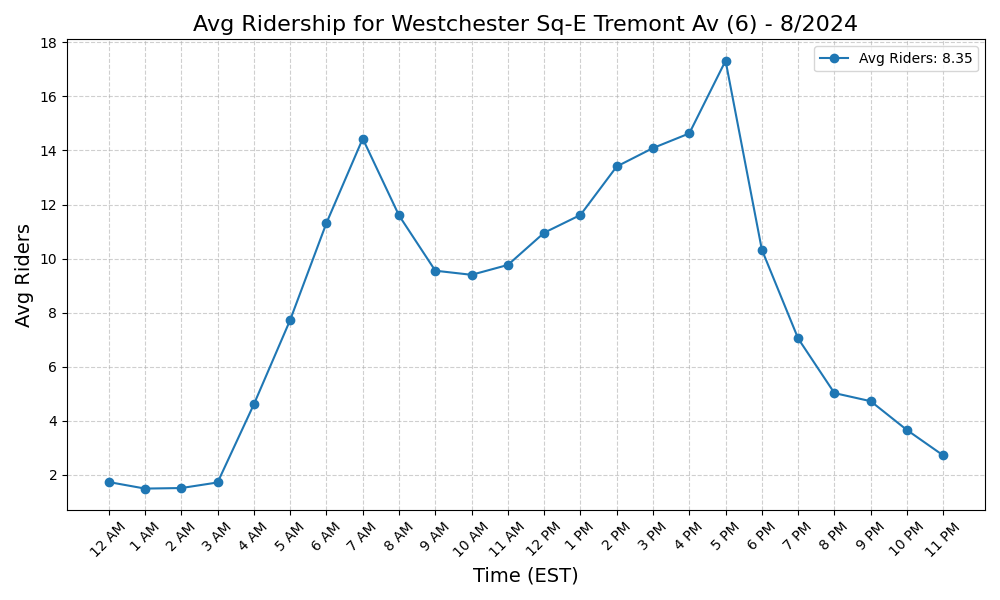 Avg Ridership for Westchester Sq-E Tremont Av (6) - 8/2024
Avg Riders: 8.35
Avg Riders
18
16
14
12
10
8
6
4
2
12 AM
1 AM
2 AM
3 AM
4 AM
5 AM
6 AM
7 AM
8 AM
9 AM
10 AM
11 AM
12 PM
1 PM
2 PM
3 PM
4 PM
5 PM
6 PM
7 PM
8 PM
9 PM
10 PM
11 PM
Time (EST)